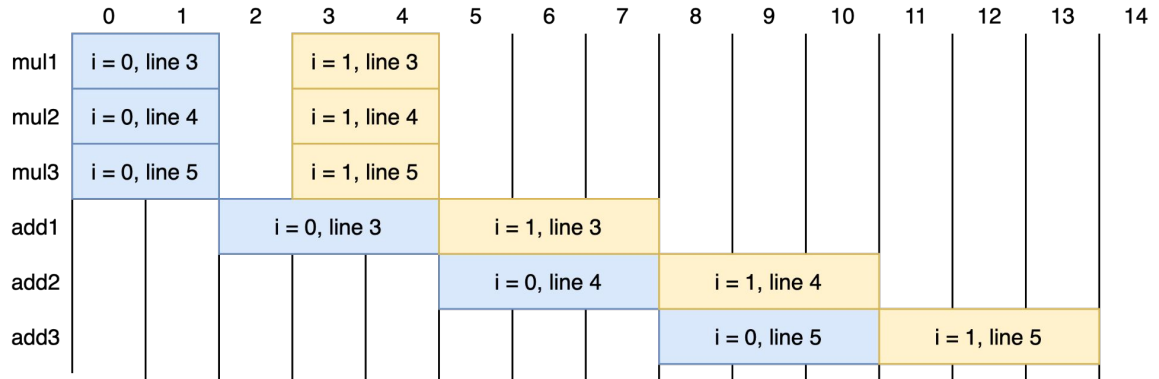 0 1 2 3 4 5 6 7 8 9 10 11 12 13 14
mul1 i = 0, line 3 i = 1, line 3
mul2 i = 0, line 4 i = 1, line 4
mul3 i = 0, line 5 i = 1, line 5
add1 i = 0, line 3 i = 1, line 3
add2 i = 0, line 4 i = 1, line 4
add3 i = 0, line 5 i = 1, line 5